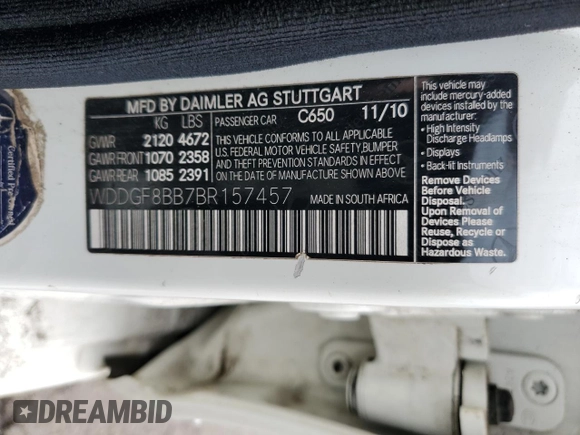 MFD BY DAIMLER AG STUTTGART
KG LBS
PASSENGER CAR C650 11/10
GVWR 2120 4672
GAWR FRONT 1070 2358
GAWR REAR 1085 2391
THIS VEHICLE CONFORMS TO ALL APPLICABLE
U.S. FEDERAL MOTOR VEHICLE SAFETY, BUMPER
AND THEFT PREVENTION STANDARDS IN EFFECT
ON THE DATE OF MANUFACTURE SHOWN ABOVE.
WDDGF8BB7BR157457
MADE IN SOUTH AFRICA
This vehicle may
include mercury-added
devices installed by the
manufacturer:
• High Intensity
Discharge Headlamps
• Displays
• Back-lit Instruments
Remove Devices
Before Vehicle
Disposal.
Upon Removal of
Devices Please
Reuse, Recycle or
Dispose as
Hazardous Waste.
Certified Pre-Owned
DREAMBID